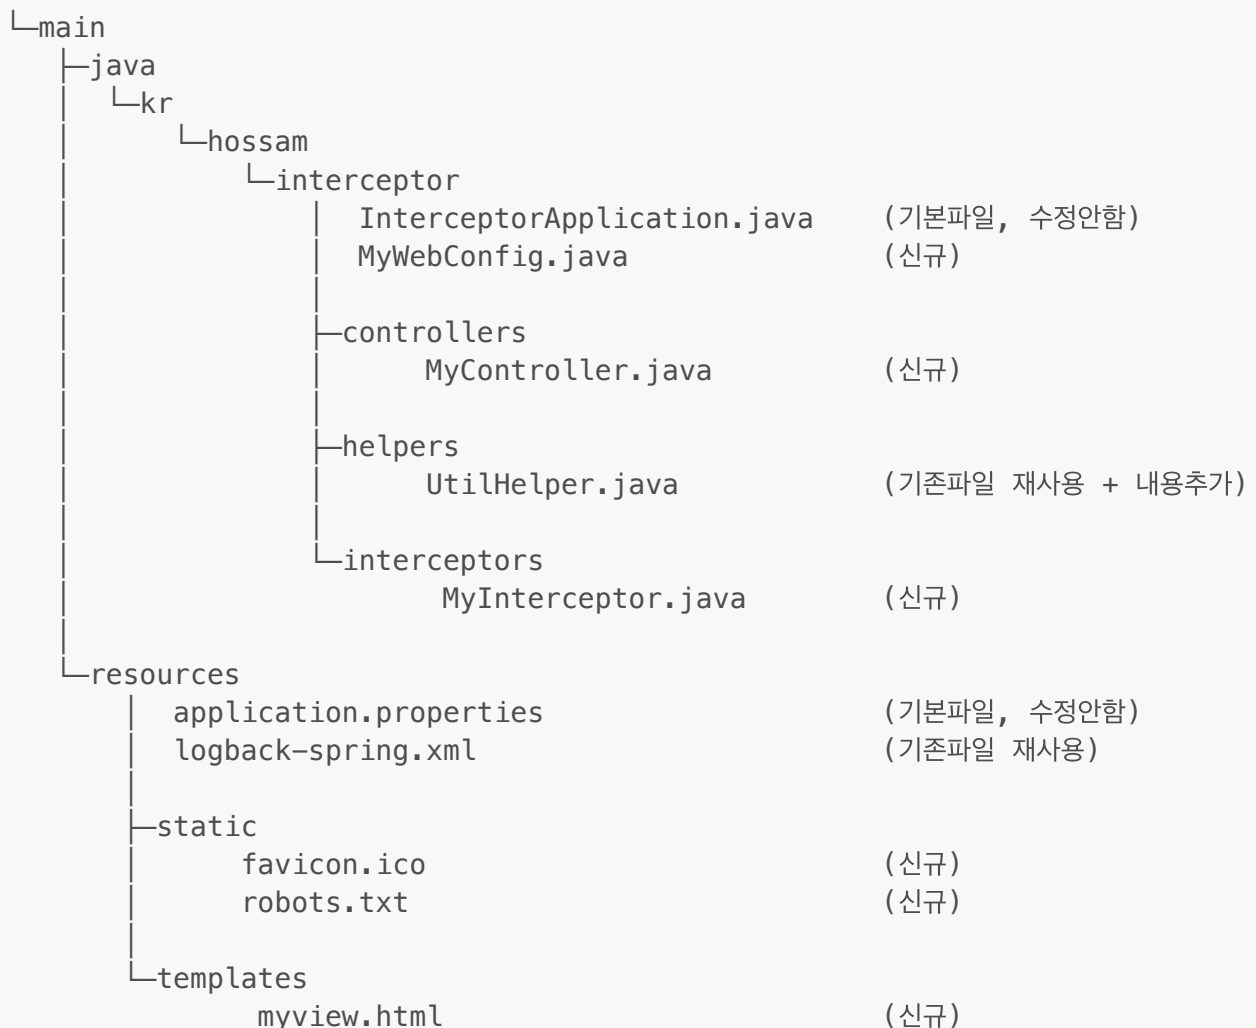 └─main
   ├─java
   │  └─kr
   │      └─hossam
   │          └─interceptor
   │              │  InterceptorApplication.java    (기본파일, 수정안함)
   │              │  MyWebConfig.java               (신규)
   │              │
   │              ├─controllers
   │              │      MyController.java          (신규)
   │              │
   │              ├─helpers
   │              │      UtilHelper.java            (기존파일 재사용 + 내용추가)
   │              │
   │              └─interceptors
   │                      MyInterceptor.java        (신규)
   │
   └─resources
       │  application.properties                    (기본파일, 수정안함)
       │  logback-spring.xml                        (기존파일 재사용)
       │
       ├─static
       │      favicon.ico                           (신규)
       │      robots.txt                            (신규)
       │
       └─templates
               myview.html                          (신규)